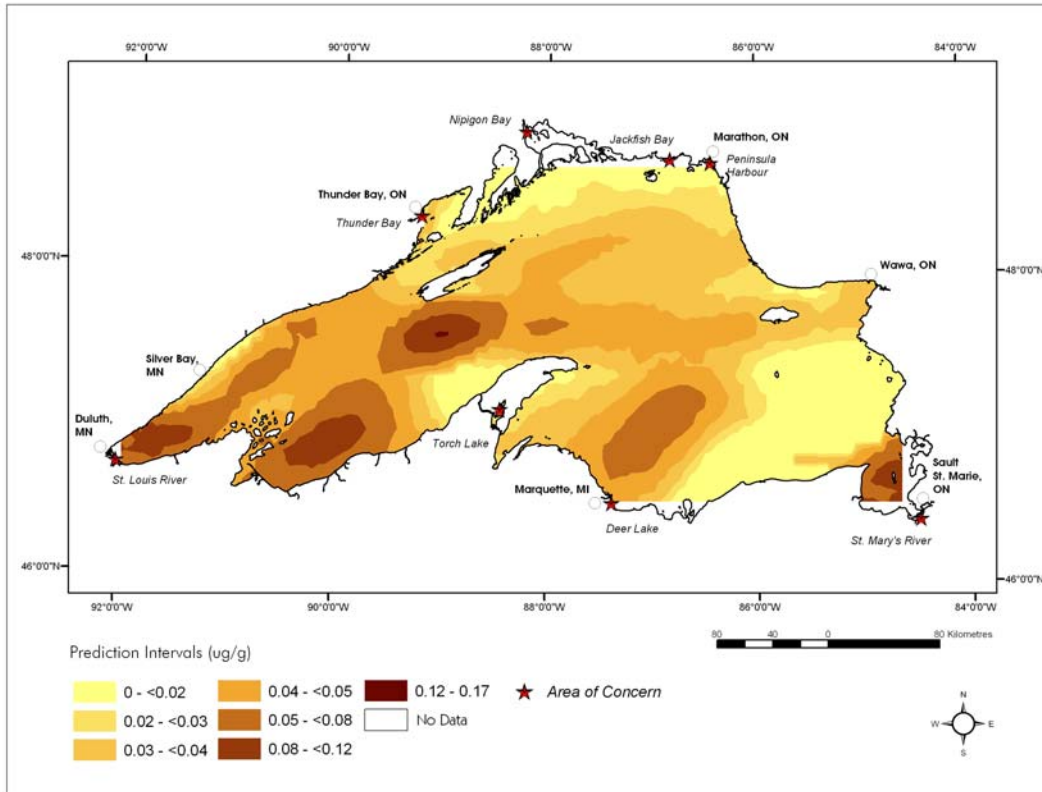 92°0'0"W 90°0'0"W 88°0'0"W 86°0'0"W 84°0'0"W
Nipigon Bay
Jackfish Bay
Marathon, ON
Peninsula
Harbour
Thunder Bay, ON
Thunder Bay
48°0'0"N
48°0'0"N
Wawa, ON
Silver Bay,
MN
Duluth,
MN
St. Louis River
Torch Lake
Marquette, MI
Deer Lake
Sault
St. Marie,
ON
St. Mary's River
46°0'0"N
46°0'0"N
92°0'0"W 90°0'0"W 88°0'0"W 86°0'0"W 84°0'0"W
80 40 0 80 Kilometres
Prediction Intervals (ug/g)
0 - <0.02 0.04 - <0.05 0.12 - 0.17 Area of Concern
0.02 - <0.03 0.05 - <0.08 No Data
0.03 - <0.04 0.08 - <0.12
N
W E
S